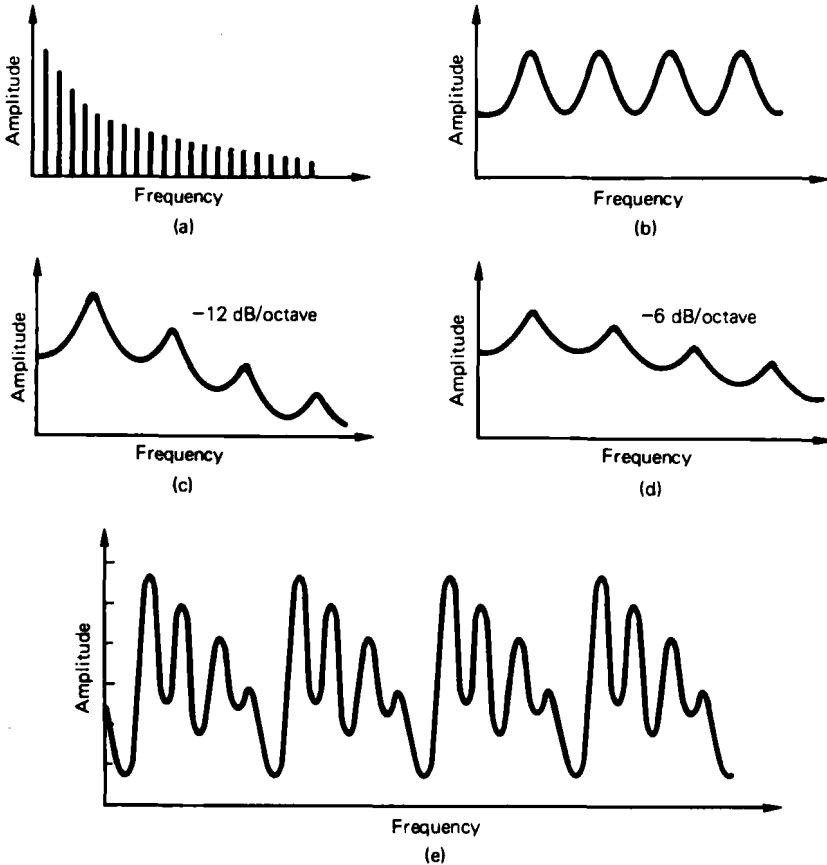 Amplitude
Frequency
(a)
Amplitude
Frequency
(b)
Amplitude
−12 dB/octave
Frequency
(c)
Amplitude
−6 dB/octave
Frequency
(d)
Amplitude
Frequency
(e)